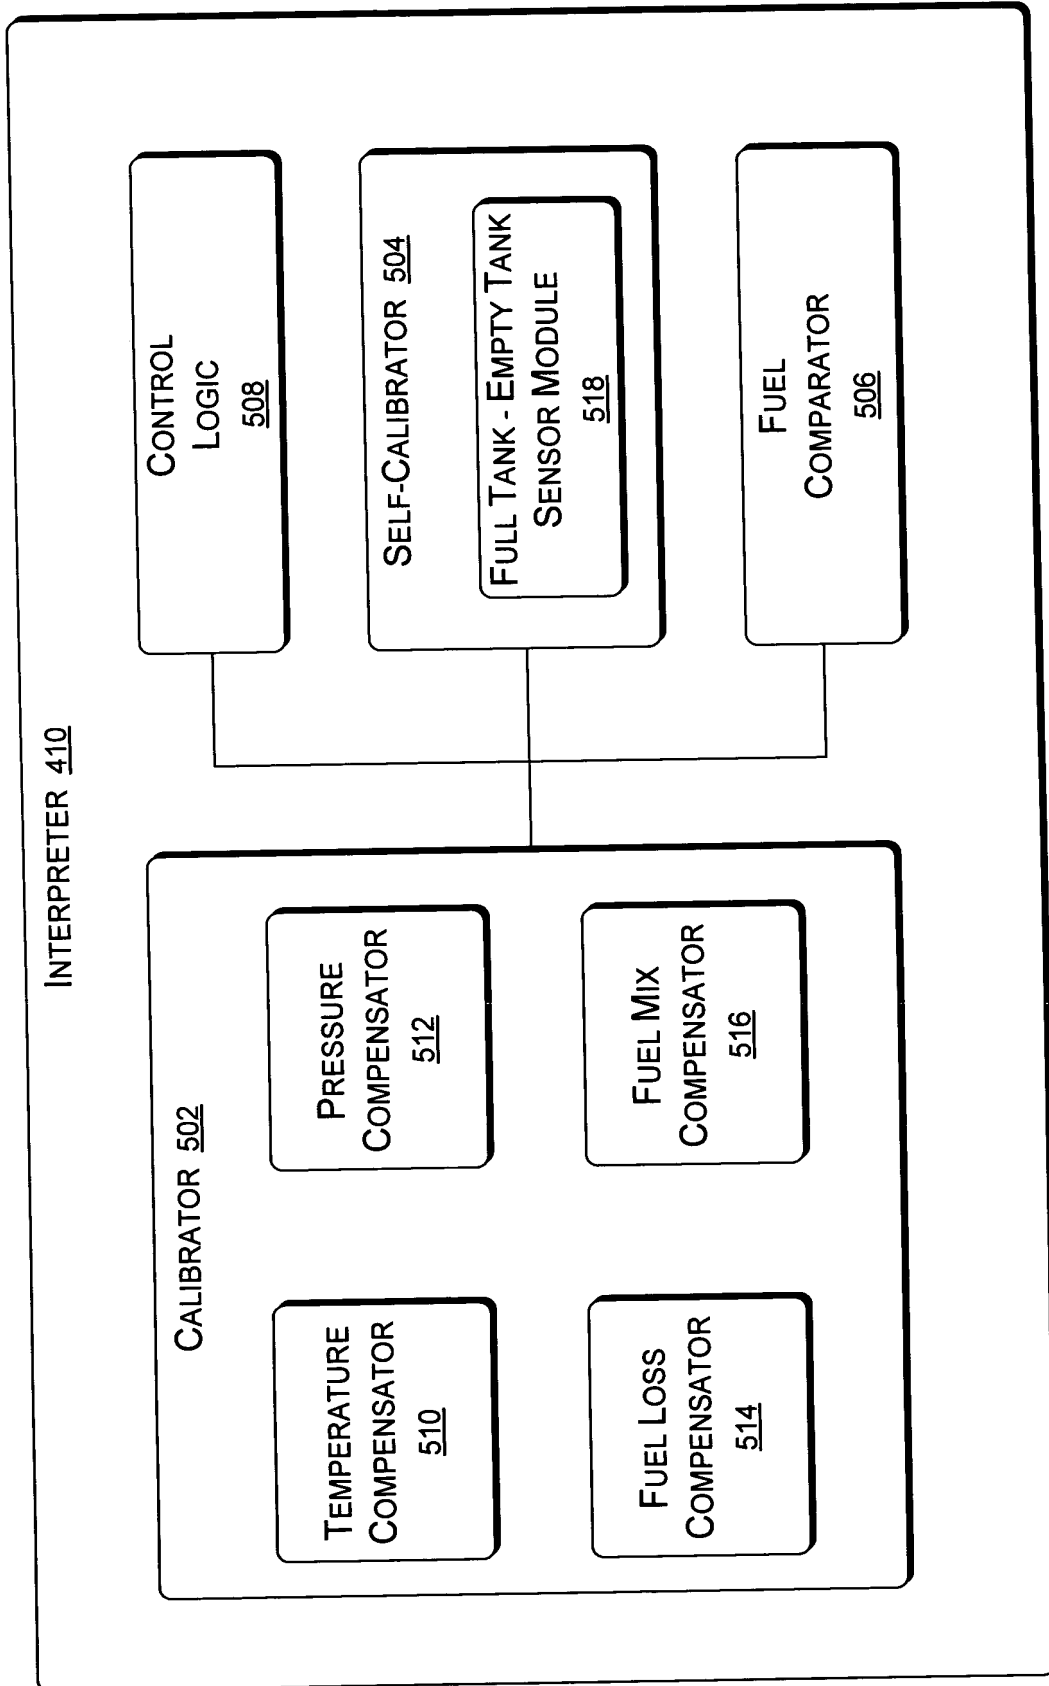 INTERPRETER 410
CALIBRATOR 502
TEMPERATURE
COMPENSATOR
510
PRESSURE
COMPENSATOR
512
FUEL LOSS
COMPENSATOR
514
FUEL MIX
COMPENSATOR
516
CONTROL
LOGIC
508
SELF-CALIBRATOR 504
FULL TANK - EMPTY TANK
SENSOR MODULE
518
FUEL
COMPARATOR
506